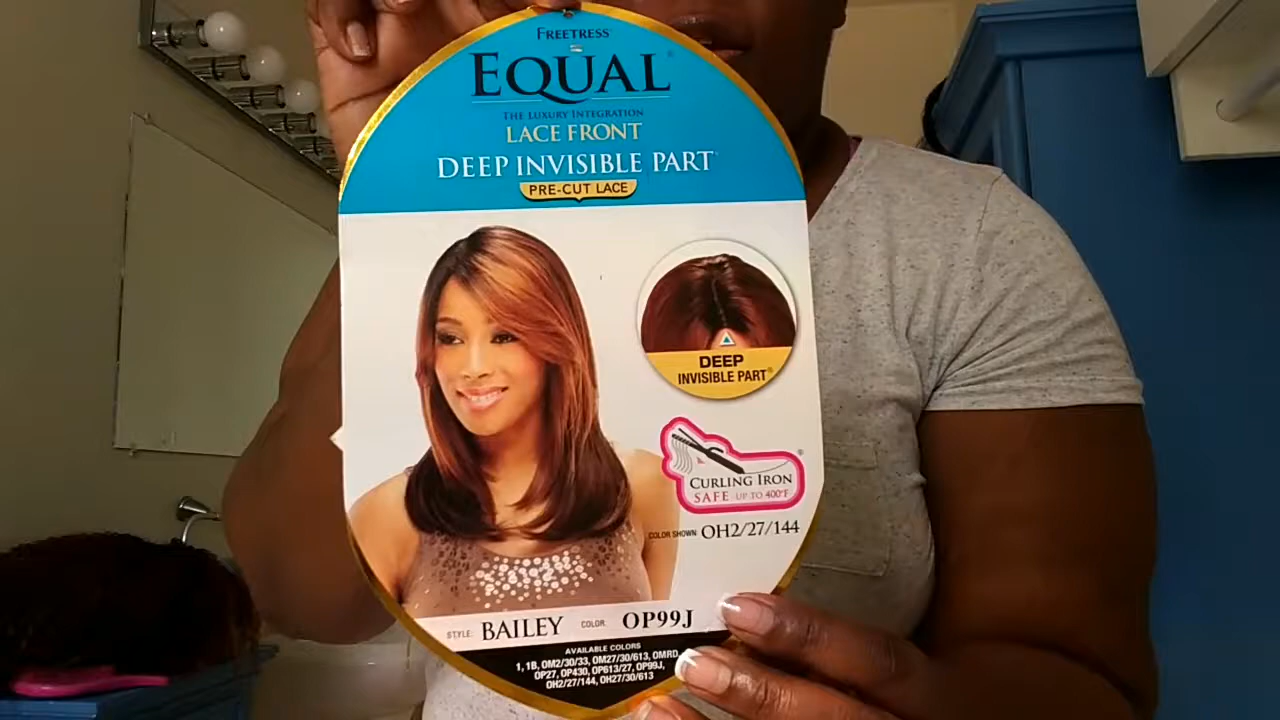 FREETRESS
EQUAL®
THE LUXURY INTEGRATION
LACE FRONT
DEEP INVISIBLE PART
PRE-CUT LACE
DEEP
INVISIBLE PART®
CURLING IRON®
SAFE UP TO 400°F
COLOR SHOWN: OH2/27/144
STYLE: BAILEY COLOR: OP99J
AVAILABLE COLORS
1, 1B, OM2/30/33, OM27/30/613, OMRD,
OP27, OP430, OP613/27, OP99J,
OH2/27/144, OH27/30/613